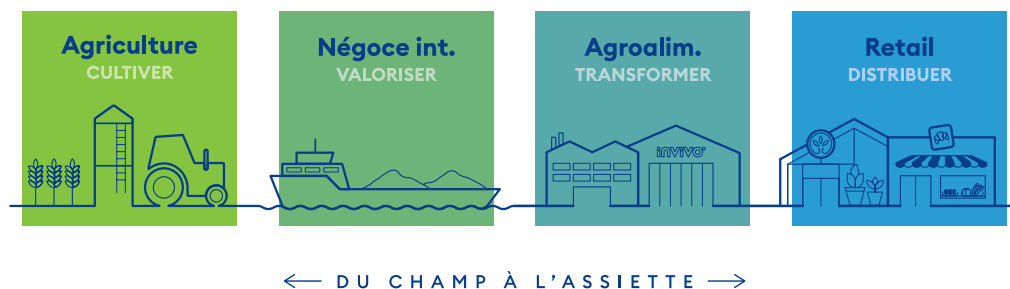 Agriculture
CULTIVER
Négoce int.
VALORISER
Agroalim.
TRANSFORMER
invivo
Retail
DISTRIBUER
DU CHAMP À L'ASSIETTE